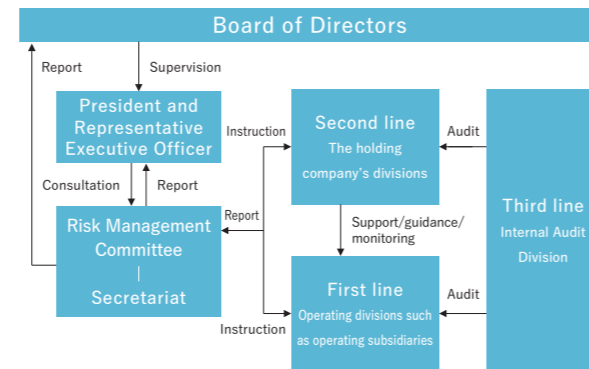 Board of Directors
Report
Supervision
President and
Representative
Executive Officer
Consultation
Report
Risk Management
Committee
Secretariat
Instruction
Report
Instruction
Second line
The holding
company's divisions
Support/guidance/
monitoring
First line
Operating divisions such
as operating subsidiaries
Audit
Audit
Third line
Internal Audit
Division